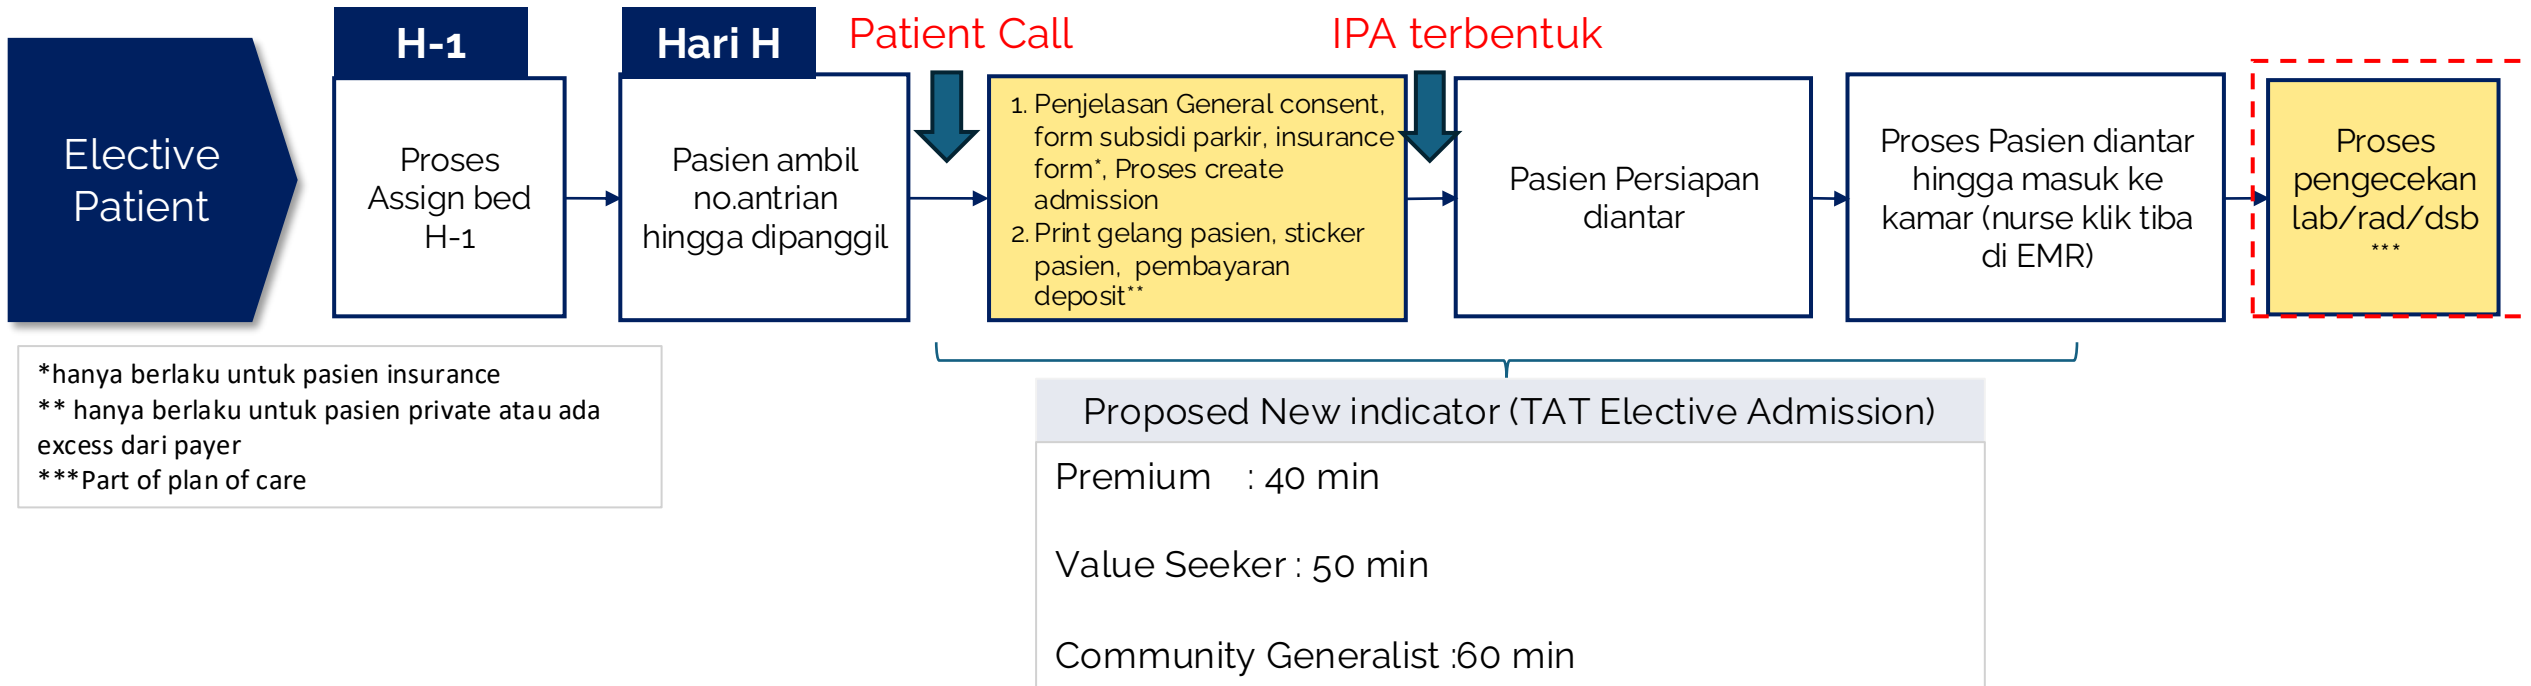 Elective
Patient
H-1
Proses
Assign bed
H-1
Hari H
Pasien ambil
no.antrian
hingga dipanggil
Patient Call
1. Penjelasan General consent,
form subsidi parkir, insurance
form*, Proses create
admission
2. Print gelang pasien, sticker
pasien, pembayaran
deposit**
IPA terbentuk
Pasien Persiapan
diantar
Proses Pasien diantar
hingga masuk ke
kamar (nurse klik tiba
di EMR)
Proses
pengecekan
lab/rad/dsb
***
*hanya berlaku untuk pasien insurance
** hanya berlaku untuk pasien private atau ada
excess dari payer
***Part of plan of care
Proposed New indicator (TAT Elective Admission)
Premium : 40 min
Value Seeker : 50 min
Community Generalist :60 min